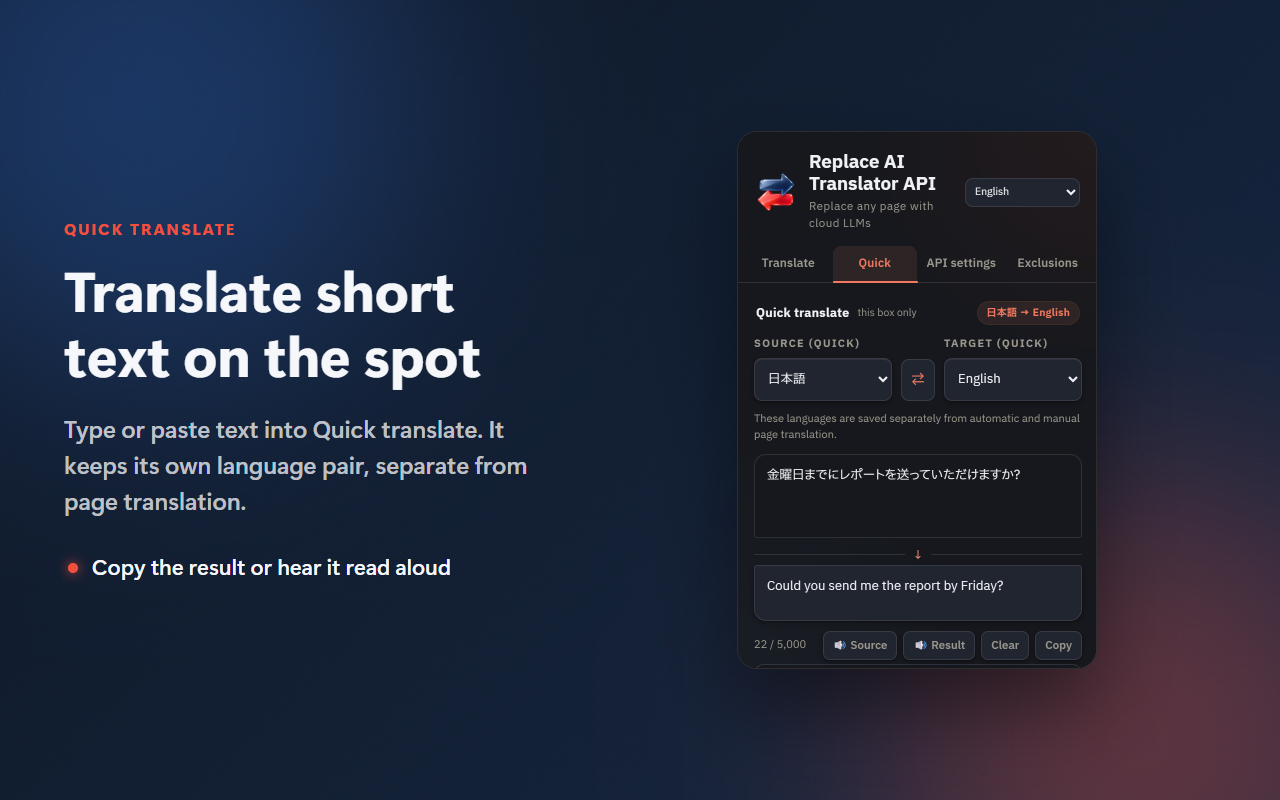 QUICK TRANSLATE
Translate short
text on the spot
Type or paste text into Quick translate. It
keeps its own language pair, separate from
page translation.
Copy the result or hear it read aloud
Replace AI
Translator API
Replace any page with
cloud LLMs
English
Translate Quick API settings Exclusions
Quick translate this box only 日本語 → English
SOURCE (QUICK) TARGET (QUICK)
日本語 ⇄ English
These languages are saved separately from automatic and manual
page translation.
金曜日までにレポートを送っていただけますか?
↓
Could you send me the report by Friday?
22 / 5,000 🔊 Source 🔊 Result Clear Copy